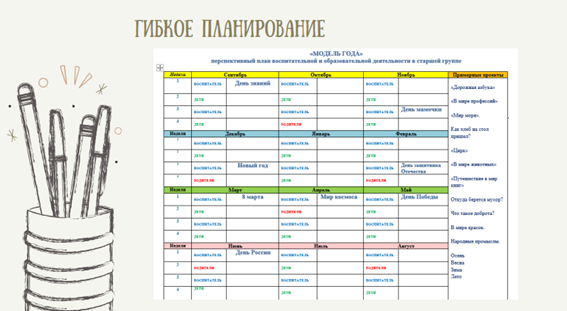 ГИБКОЕ ПЛАНИРОВАНИЕ
«МОДЕЛЬ ГОДА»
перспективный план воспитательной и образовательной деятельности в старшей группе
Неделя Сентябрь Октябрь Ноябрь Примерные проекты
1 ВОСПИТАТЕЛЬ День знаний ВОСПИТАТЕЛЬ ВОСПИТАТЕЛЬ
2 ДЕТИ ДЕТИ ДЕТИ
3 ВОСПИТАТЕЛЬ ВОСПИТАТЕЛЬ ВОСПИТАТЕЛЬ День мамочки
4 ДЕТИ РОДИТЕЛИ ДЕТИ
Неделя Декабрь Январь Февраль
ВОСПИТАТЕЛЬ ВОСПИТАТЕЛЬ ВОСПИТАТЕЛЬ
ДЕТИ ДЕТИ ДЕТИ
ВОСПИТАТЕЛЬ Новый год ВОСПИТАТЕЛЬ ВОСПИТАТЕЛЬ День защитника
Отечества
РОДИТЕЛИ ДЕТИ ДЕТИ
Неделя Март Апрель Май
1 ВОСПИТАТЕЛЬ 8 марта ВОСПИТАТЕЛЬ Мир космоса ВОСПИТАТЕЛЬ День Победы
2 ДЕТИ РОДИТЕЛИ ДЕТИ
3 ВОСПИТАТЕЛЬ ВОСПИТАТЕЛЬ ВОСПИТАТЕЛЬ
4 ДЕТИ ДЕТИ ДЕТИ
Неделя Июнь Июль Август
1 ВОСПИТАТЕЛЬ День России ВОСПИТАТЕЛЬ ВОСПИТАТЕЛЬ
2 РОДИТЕЛИ ДЕТИ РОДИТЕЛИ
3 ВОСПИТАТЕЛЬ ВОСПИТАТЕЛЬ ВОСПИТАТЕЛЬ
4 ДЕТИ ДЕТИ ДЕТИ
«Дорожная азбука»
«В мире профессий»
«Мир моря».
Как хлеб на стол
пришел?
«Цирк»
«В мире животных»
«Путешествие в мир
книг»
Откуда берется мусор?
Что такое доброта?
В мире красок.
Народные промыслы.
Осень
Весна
Зима
Лето